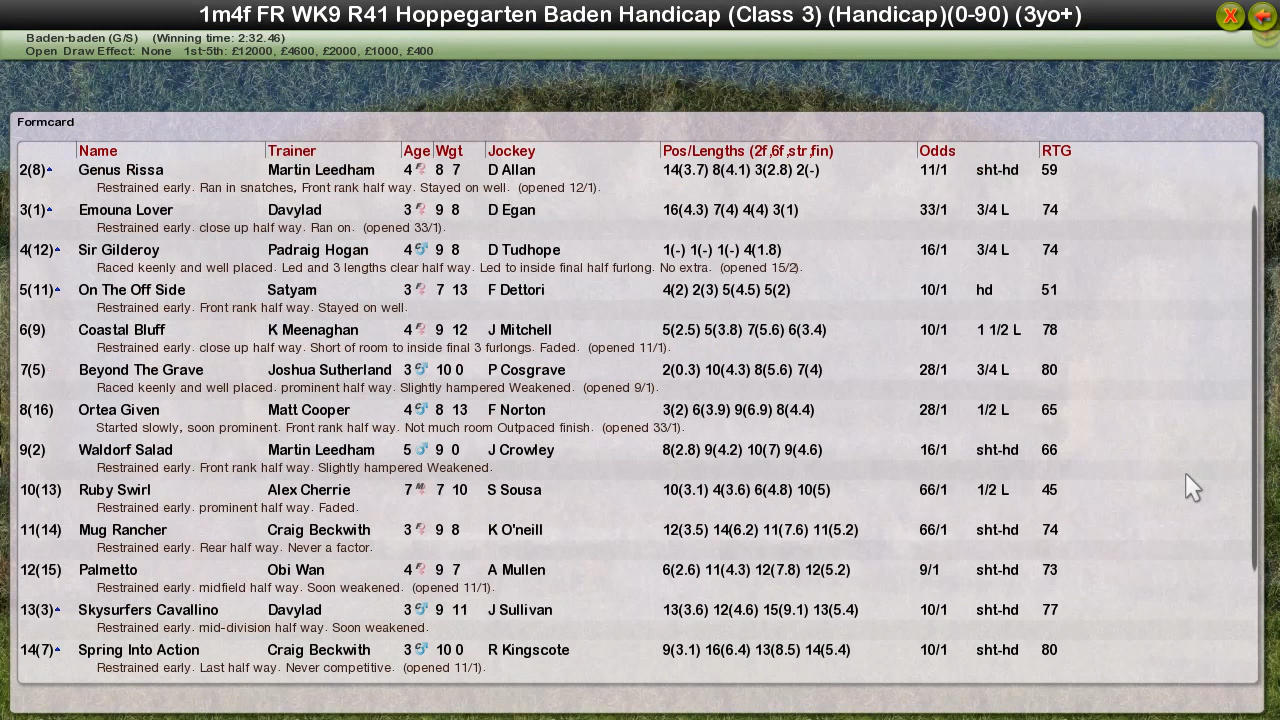 1m4f FR WK9 R41 Hoppegarten Baden Handicap (Class 3) (Handicap)(0-90) (3yo+)
Baden-baden (G/S) (Winning time: 2:32.46)
Open Draw Effect: None 1st-5th: £12000, £4600, £2000, £1000, £400
Formcard
Name Trainer Age Wgt Jockey Pos/Lengths (2f,6f,str,fin) Odds RTG
2(8) Genus Rissa Martin Leedham 4 8 7 D Allan 14(3.7) 8(4.1) 3(2.8) 2(-) 11/1 sht-hd 59
Restrained early. Ran in snatches, Front rank half way. Stayed on well. (opened 12/1).
3(1) Emouna Lover Davylad 3 9 8 D Egan 16(4.3) 7(4) 4(4) 3(1) 33/1 3/4 L 74
Restrained early. close up half way. Ran on. (opened 33/1).
4(12) Sir Gilderoy Padraig Hogan 4 9 8 D Tudhope 1(-) 1(-) 1(-) 4(1.8) 16/1 3/4 L 74
Raced keenly and well placed. Led and 3 lengths clear half way. Led to inside final half furlong. No extra. (opened 15/2).
5(11) On The Off Side Satyam 3 7 13 F Dettori 4(2) 2(3) 5(4.5) 5(2) 10/1 hd 51
Restrained early. Front rank half way. Stayed on well.
6(9) Coastal Bluff K Meenaghan 4 9 12 J Mitchell 5(2.5) 5(3.8) 7(5.6) 6(3.4) 10/1 1 1/2 L 78
Restrained early. close up half way. Short of room to inside final 3 furlongs. Faded. (opened 11/1).
7(5) Beyond The Grave Joshua Sutherland 3 10 0 P Cosgrave 2(0.3) 10(4.3) 8(5.6) 7(4) 28/1 3/4 L 80
Raced keenly and well placed. prominent half way. Slightly hampered Weakened. (opened 9/1).
8(16) Ortea Given Matt Cooper 4 8 13 F Norton 3(2) 6(3.9) 9(6.9) 8(4.4) 28/1 1/2 L 65
Started slowly, soon prominent. Front rank half way. Not much room Outpaced finish. (opened 33/1).
9(2) Waldorf Salad Martin Leedham 5 9 0 J Crowley 8(2.8) 9(4.2) 10(7) 9(4.6) 16/1 sht-hd 66
Restrained early. Front rank half way. Slightly hampered Weakened.
10(13) Ruby Swirl Alex Cherrie 7 7 10 S Sousa 10(3.1) 4(3.6) 6(4.8) 10(5) 66/1 1/2 L 45
Restrained early. prominent half way. Faded.
11(14) Mug Rancher Craig Beckwith 3 9 8 K O'neill 12(3.5) 14(6.2) 11(7.6) 11(5.2) 66/1 sht-hd 74
Restrained early. Rear half way. Never a factor.
12(15) Palmetto Obi Wan 4 9 7 A Mullen 6(2.6) 11(4.3) 12(7.8) 12(5.2) 9/1 sht-hd 73
Restrained early. midfield half way. Soon weakened. (opened 11/1).
13(3) Skysurfers Cavallino Davylad 3 9 11 J Sullivan 13(3.6) 12(4.6) 15(9.1) 13(5.4) 10/1 sht-hd 77
Restrained early. mid-division half way. Soon weakened.
14(7) Spring Into Action Craig Beckwith 3 10 0 R Kingscote 9(3.1) 16(6.4) 13(8.5) 14(5.4) 10/1 sht-hd 80
Restrained early. Last half way. Never competitive. (opened 11/1).